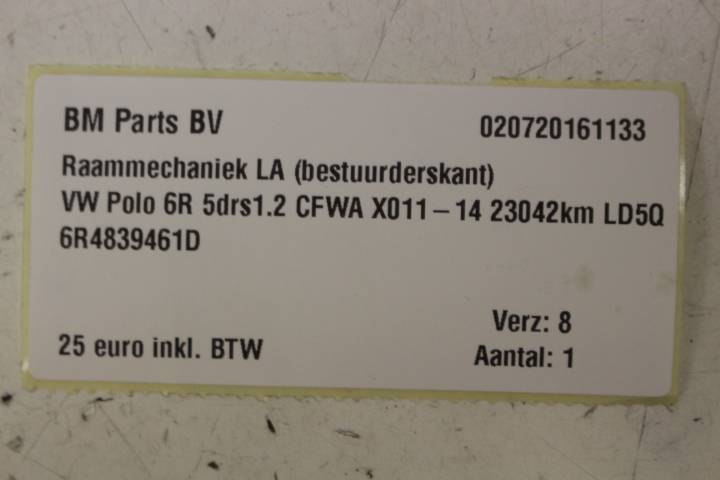 BM Parts BV 020720161133
Raammechaniek LA (bestuurderskant)
VW Polo 6R 5drs1.2 CFWA X011-14 23042km LD5Q
6R4839461D
Verz: 8
25 euro inkl. BTW Aantal: 1